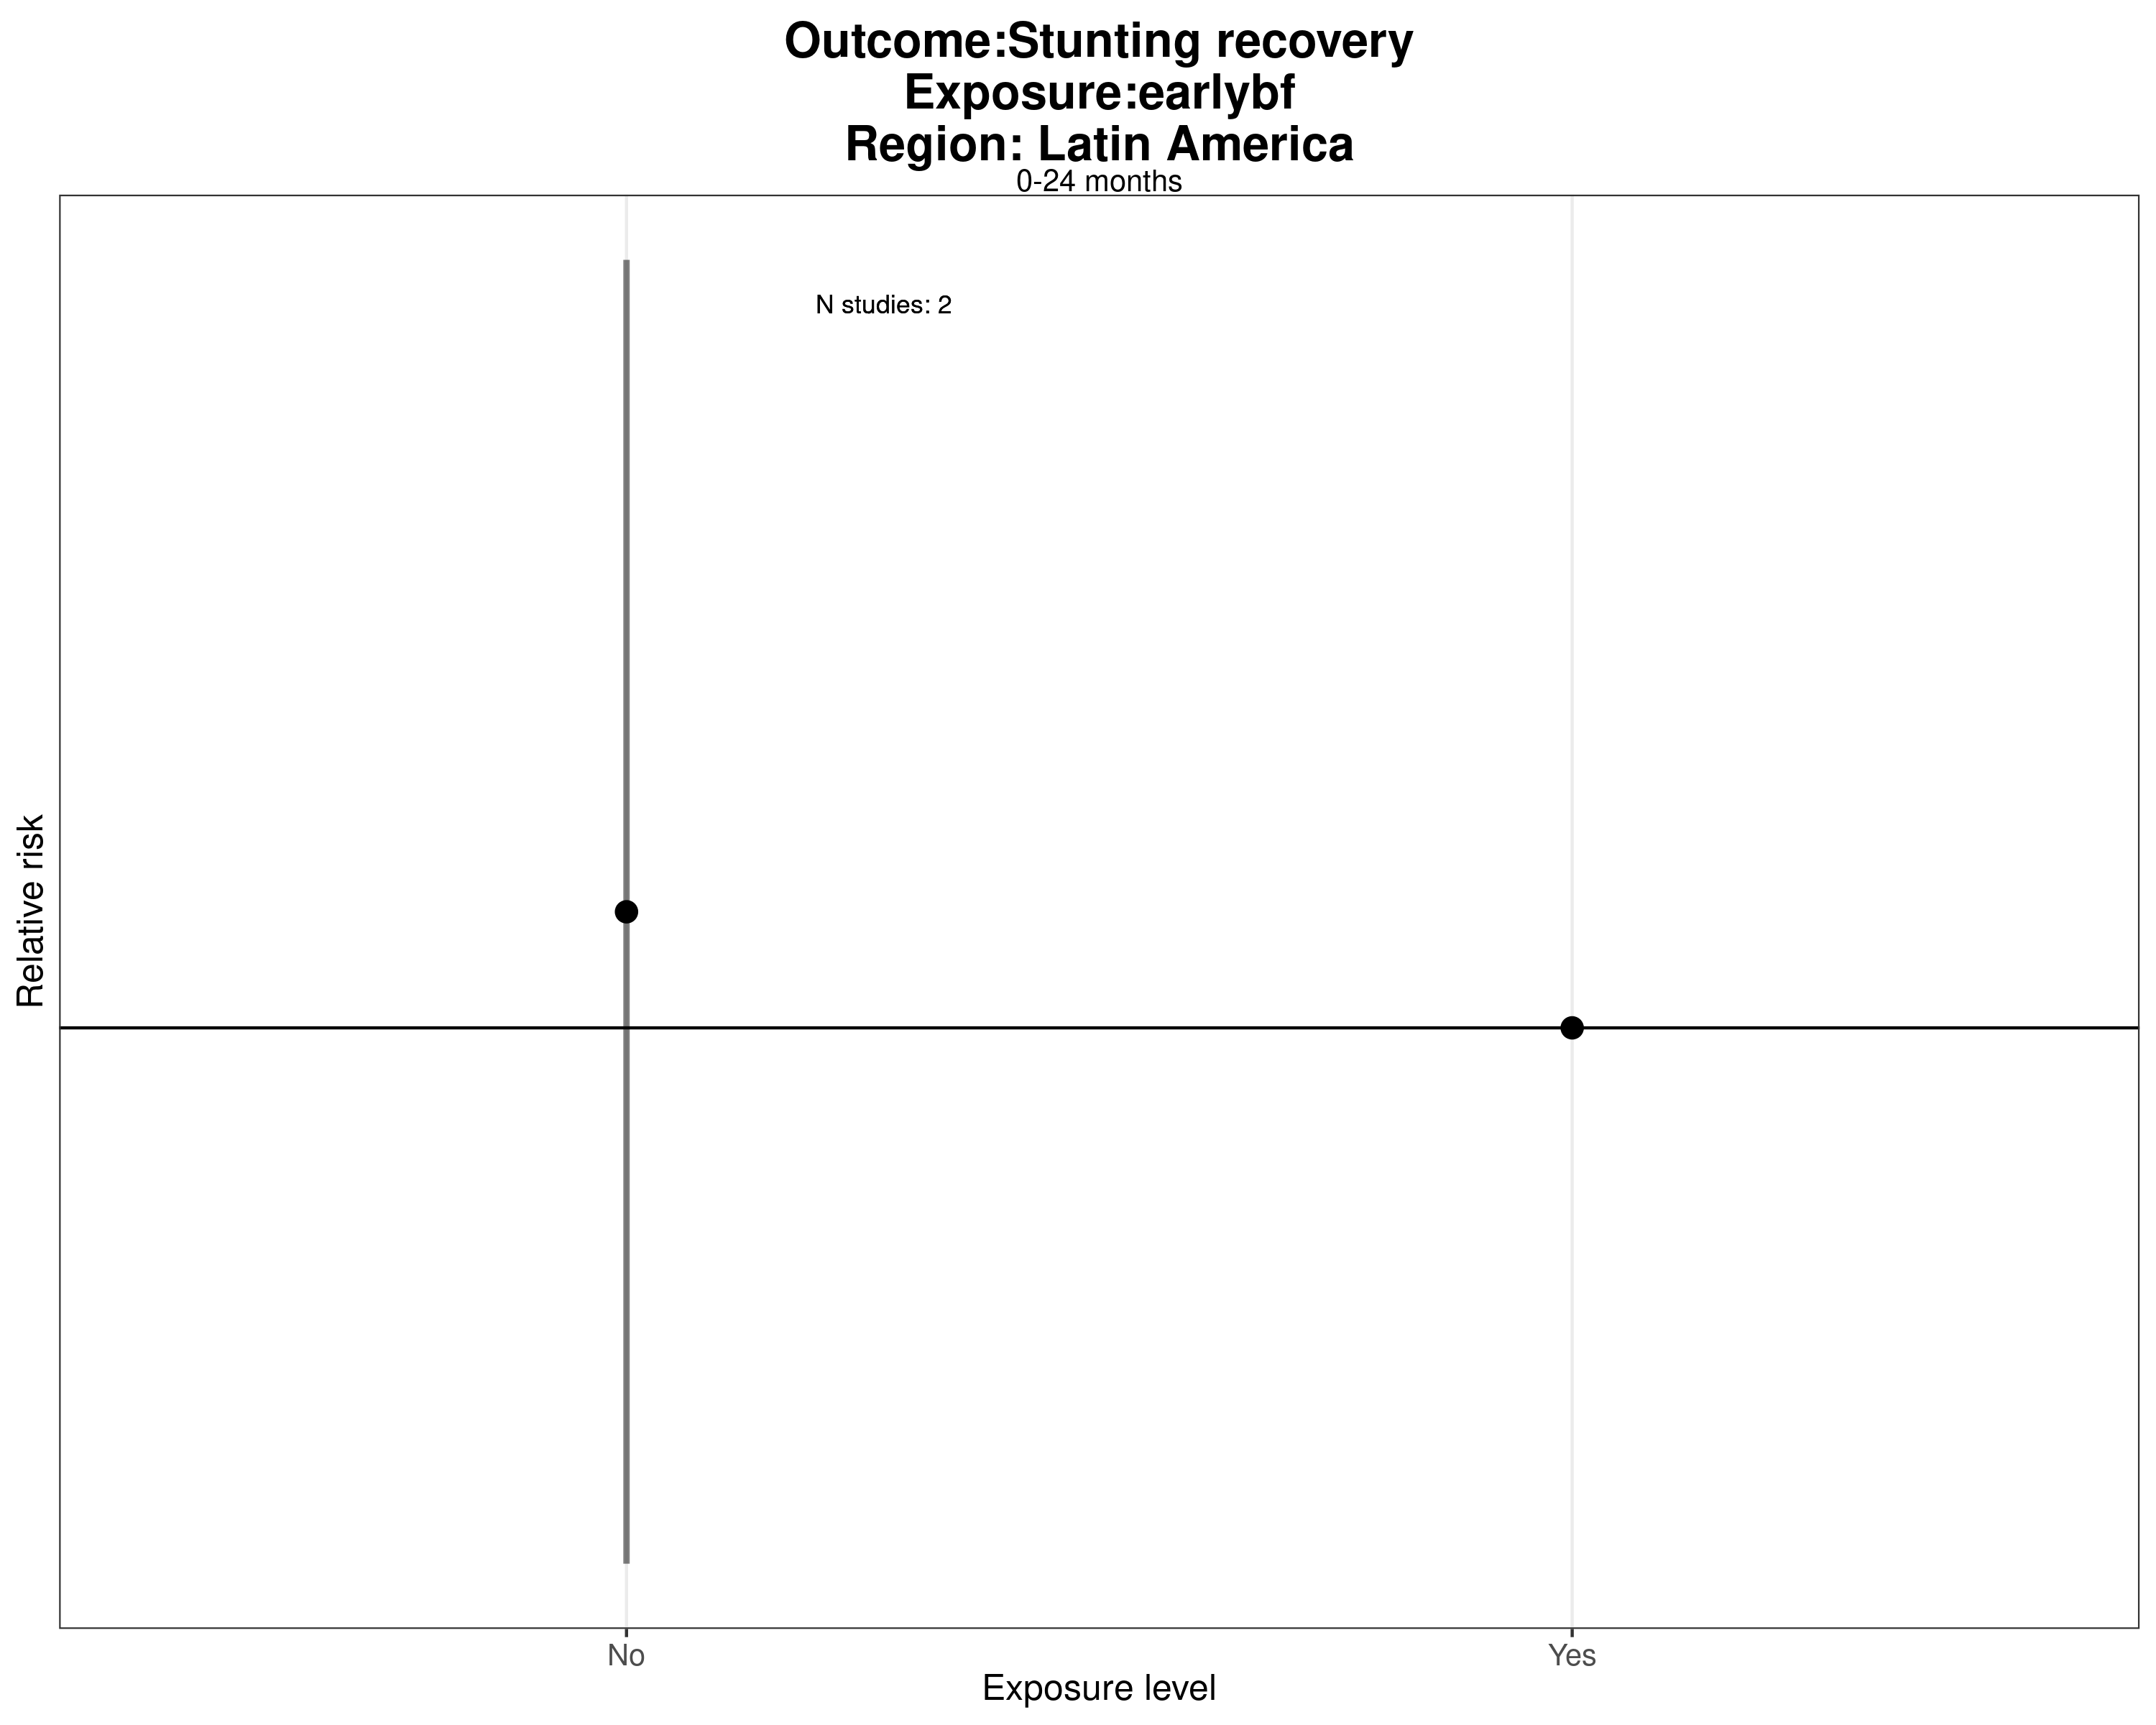 Outcome:Stunting recovery
Exposure:earlybf
Region: Latin America
0-24 months
N studies: 2
Relative risk
No
Yes
Exposure level